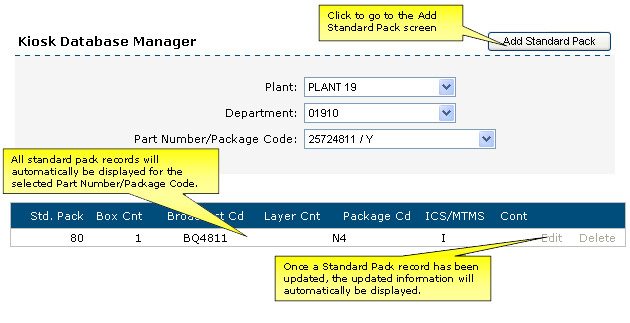 Click to go to the Add
Standard Pack screen
Kiosk Database Manager
Add Standard Pack
Plant: PLANT 19
Department: 01910
Part Number/Package Code: 25724811 / Y
All standard pack records will
automatically be displayed for the
selected Part Number/Package Code.
Std. Pack Box Cnt Broadcast Cd Layer Cnt Package Cd ICS/MTMS Cont
80 1 BQ4811 N4 I Edit Delete
Once a Standard Pack record has been
updated, the updated information will
automatically be displayed.